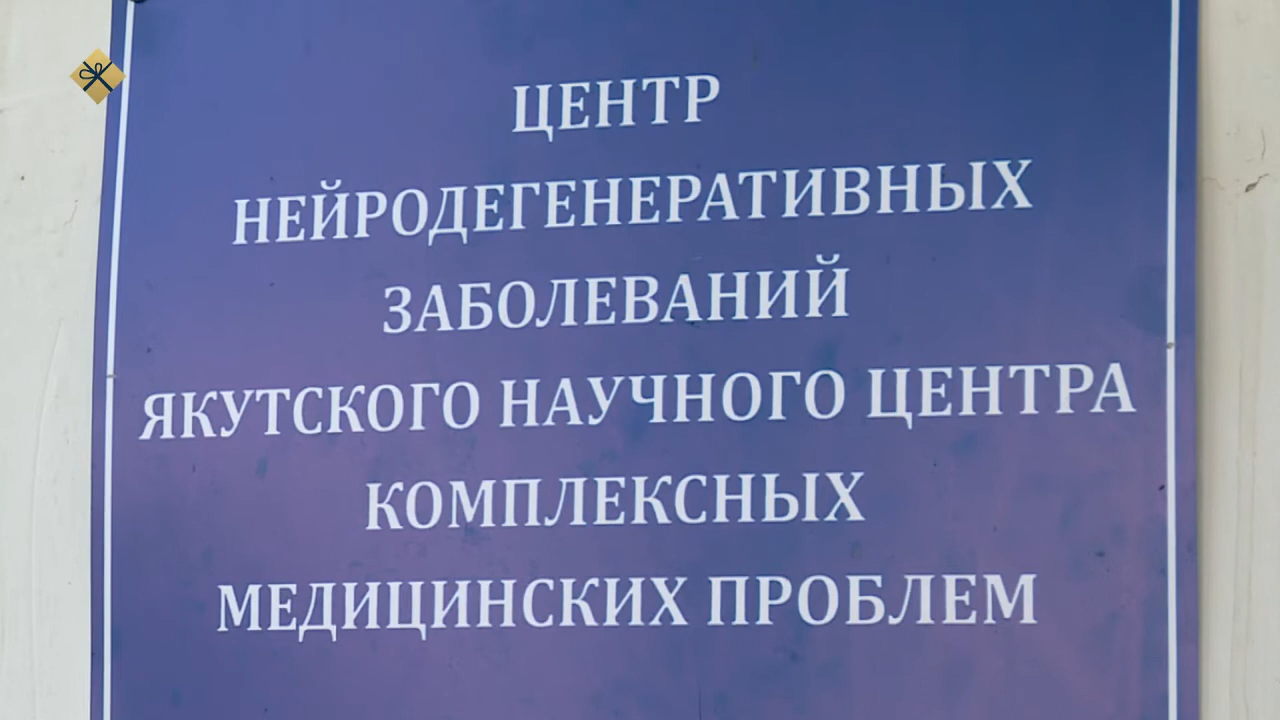 ЦЕНТР
НЕЙРОДЕГЕНЕРАТИВНЫХ
ЗАБОЛЕВАНИЙ
ЯКУТСКОГО НАУЧНОГО ЦЕНТРА
КОМПЛЕКСНЫХ
МЕДИЦИНСКИХ ПРОБЛЕМ